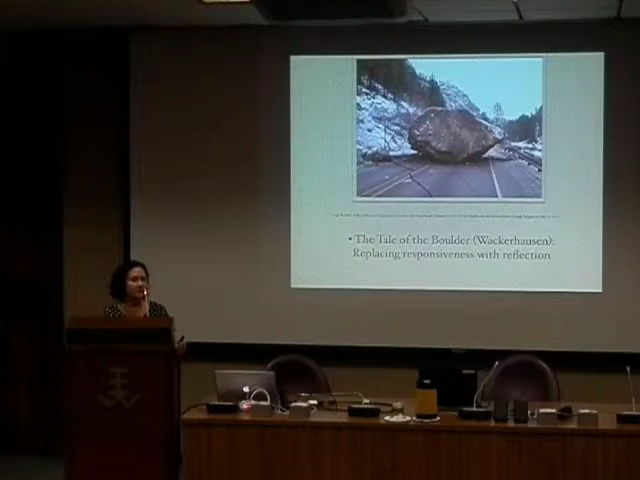 • The Tale of the Boulder (Wackerhausen):
Replacing responsiveness with reflection